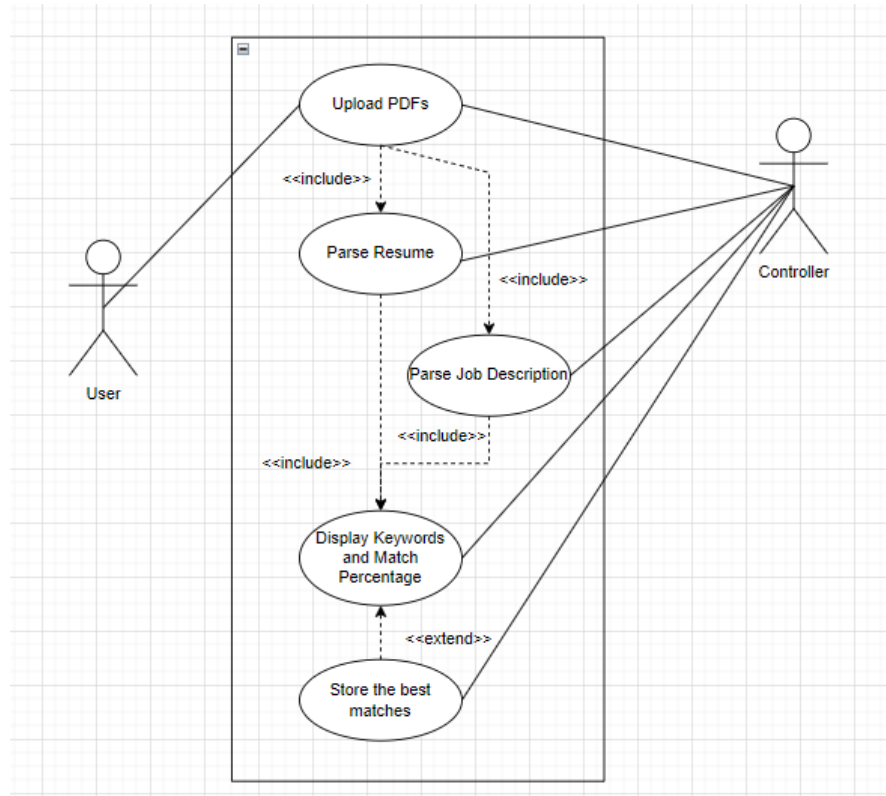 Upload PDFs
<<include>>
Parse Resume
<<include>>
Controller
Parse Job Description
User
<<include>>
<<include>>
Display Keywords
and Match
Percentage
<<extend>>
Store the best
matches